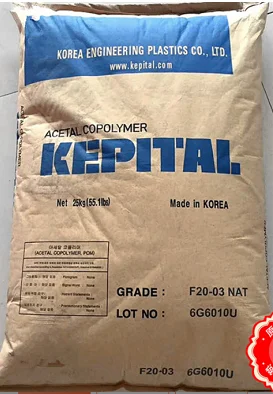 KOREA ENGINEERING PLASTICS CO., LTD.
www.kepital.com
ACETAL COPOLYMER
KEPITAL
Net 25kg(55.1lbs)
Made in KOREA
(ACETAL COPOLYMER, POM)
GRADE : F20-03 NAT
LOT NO : 6G6010U
F20-03 6G6010U